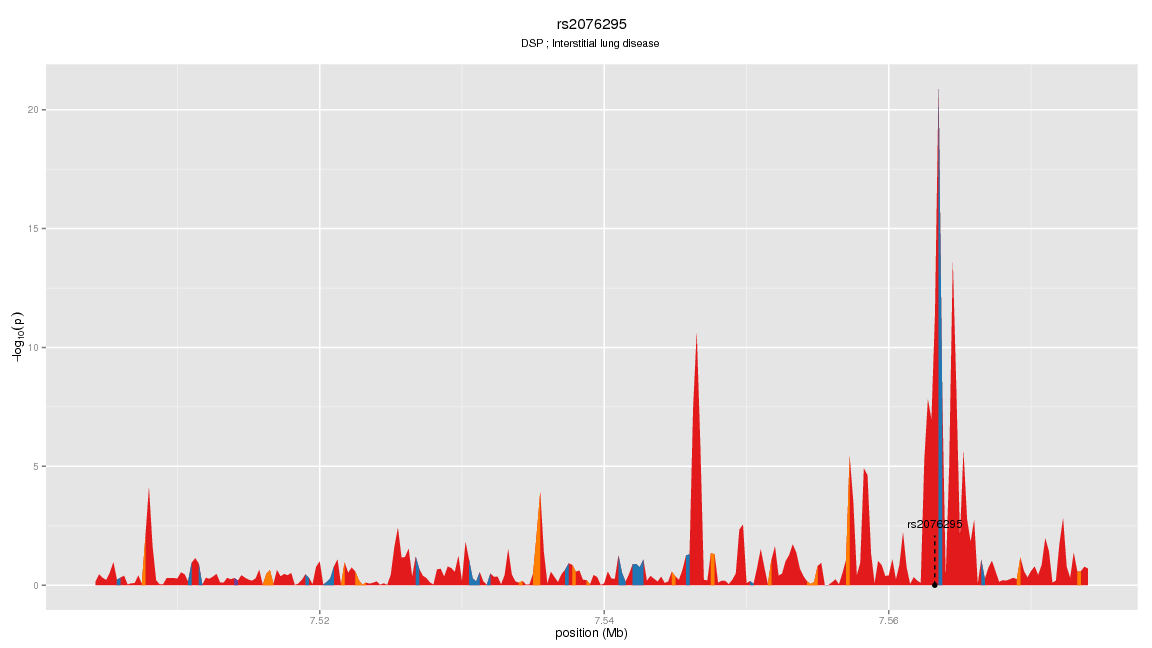 rs2076295
DSP ; Interstitial lung disease
20
15
10
5
0
−log10(p)
rs2076295
7.52
7.54
7.56
position (Mb)